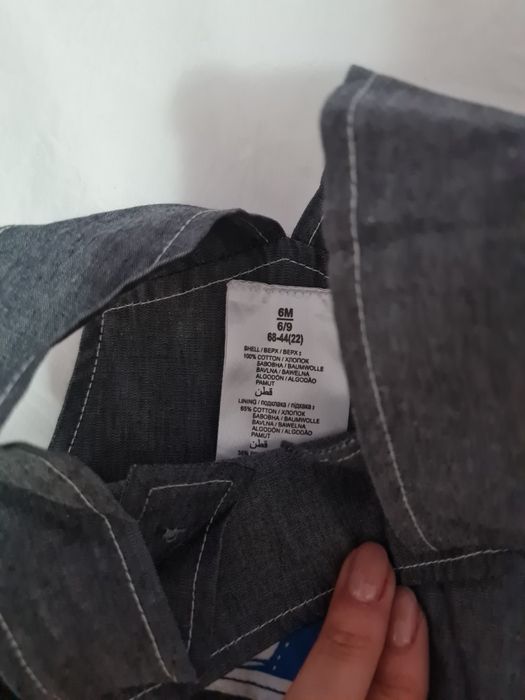 6M
6/9
68-44(22)
SHELL / ВЕРХ / ВЕРХ :
100% COTTON / ХЛОПОК
БАВОВНА / BAUMWOLLE
BAVLNA / BAWEŁNA
ALGODÓN / ALGODÃO
PAMUT
قطن
LINING / подкладка / підкладка :
65% COTTON / ХЛОПОК
БАВОВНА / BAUMWOLLE
BAVLNA / BAWEŁNA
ALGODÓN / ALGODÃO
PAMUT
قطن